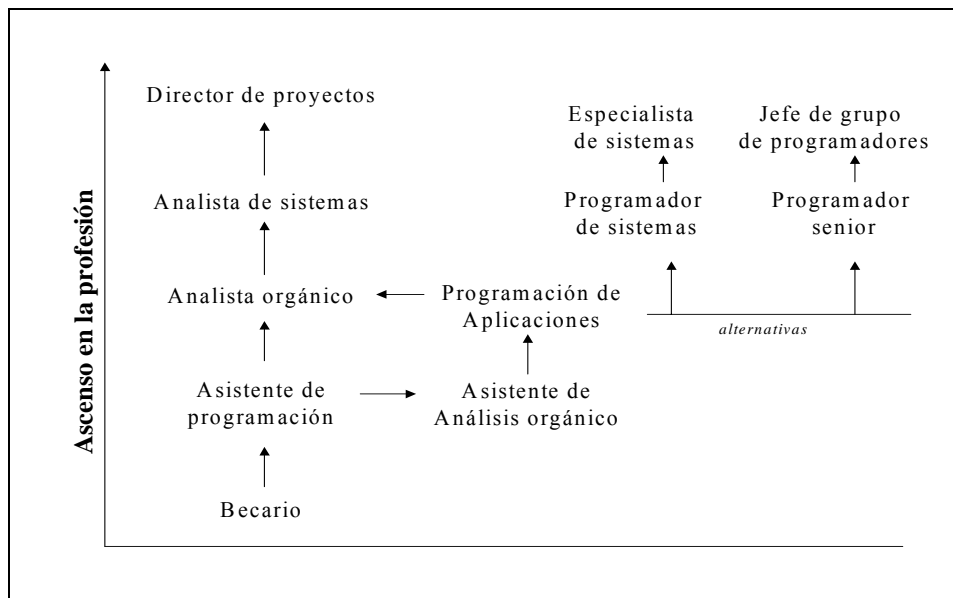 Ascenso en la profesión
Director de proyectos
Especialista
de sistemas
Jefe de grupo
de programadores
Analista de sistemas
Programador
de sistemas
Programador
senior
Analista orgánico
Programación de
Aplicaciones
alternativas
Asistente de
programación
Asistente de
Análisis orgánico
Becario